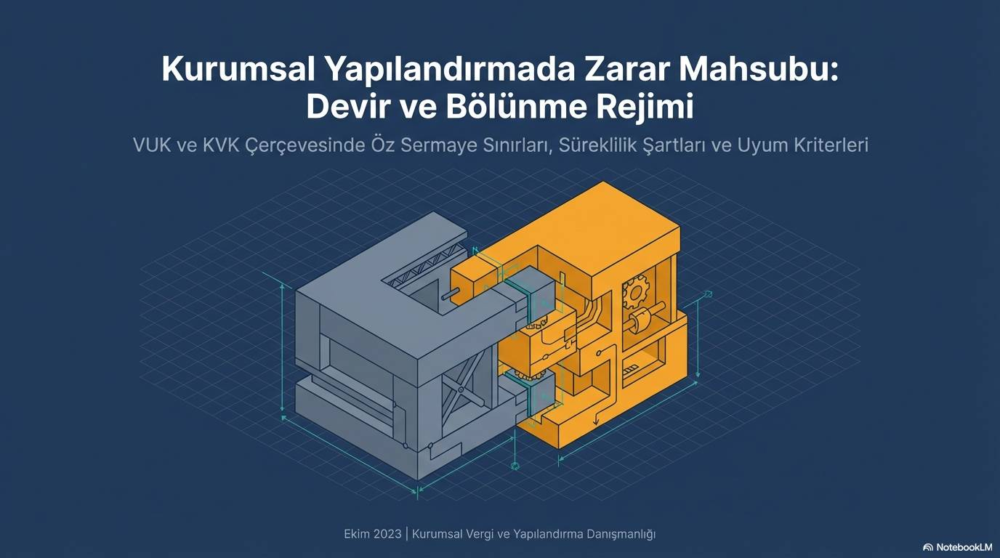 Kurumsal Yapılandırmada Zarar Mahsubu:
Devir ve Bölünme Rejimi
VUK ve KVK Çerçevesinde Öz Sermaye Sınırları, Süreklilik Şartları ve Uyum Kriterleri
Ekim 2023 | Kurumsal Vergi ve Yapılandırma Danışmanlığı
NotebookLM